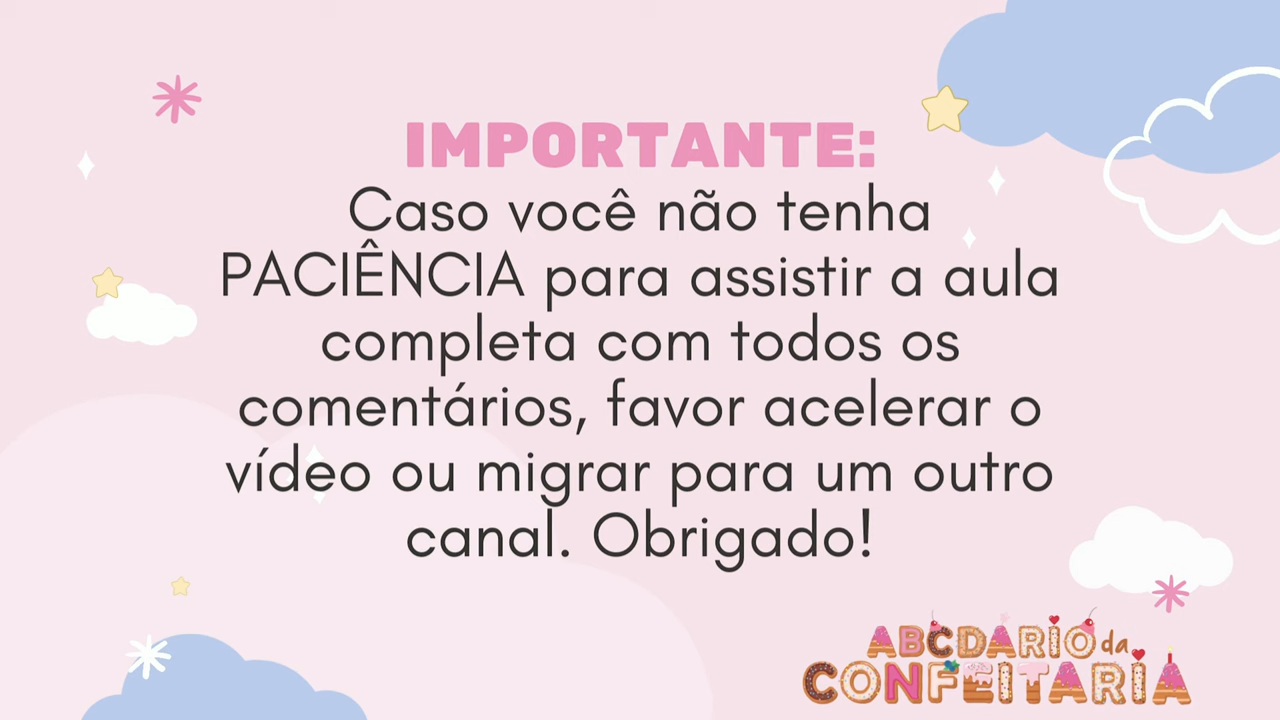 IMPORTANTE:
Caso você não tenha
PACIÊNCIA para assistir a aula
completa com todos os
comentários, favor acelerar o
vídeo ou migrar para um outro
canal. Obrigado!
ABCDARIO da
CONFEITARIA